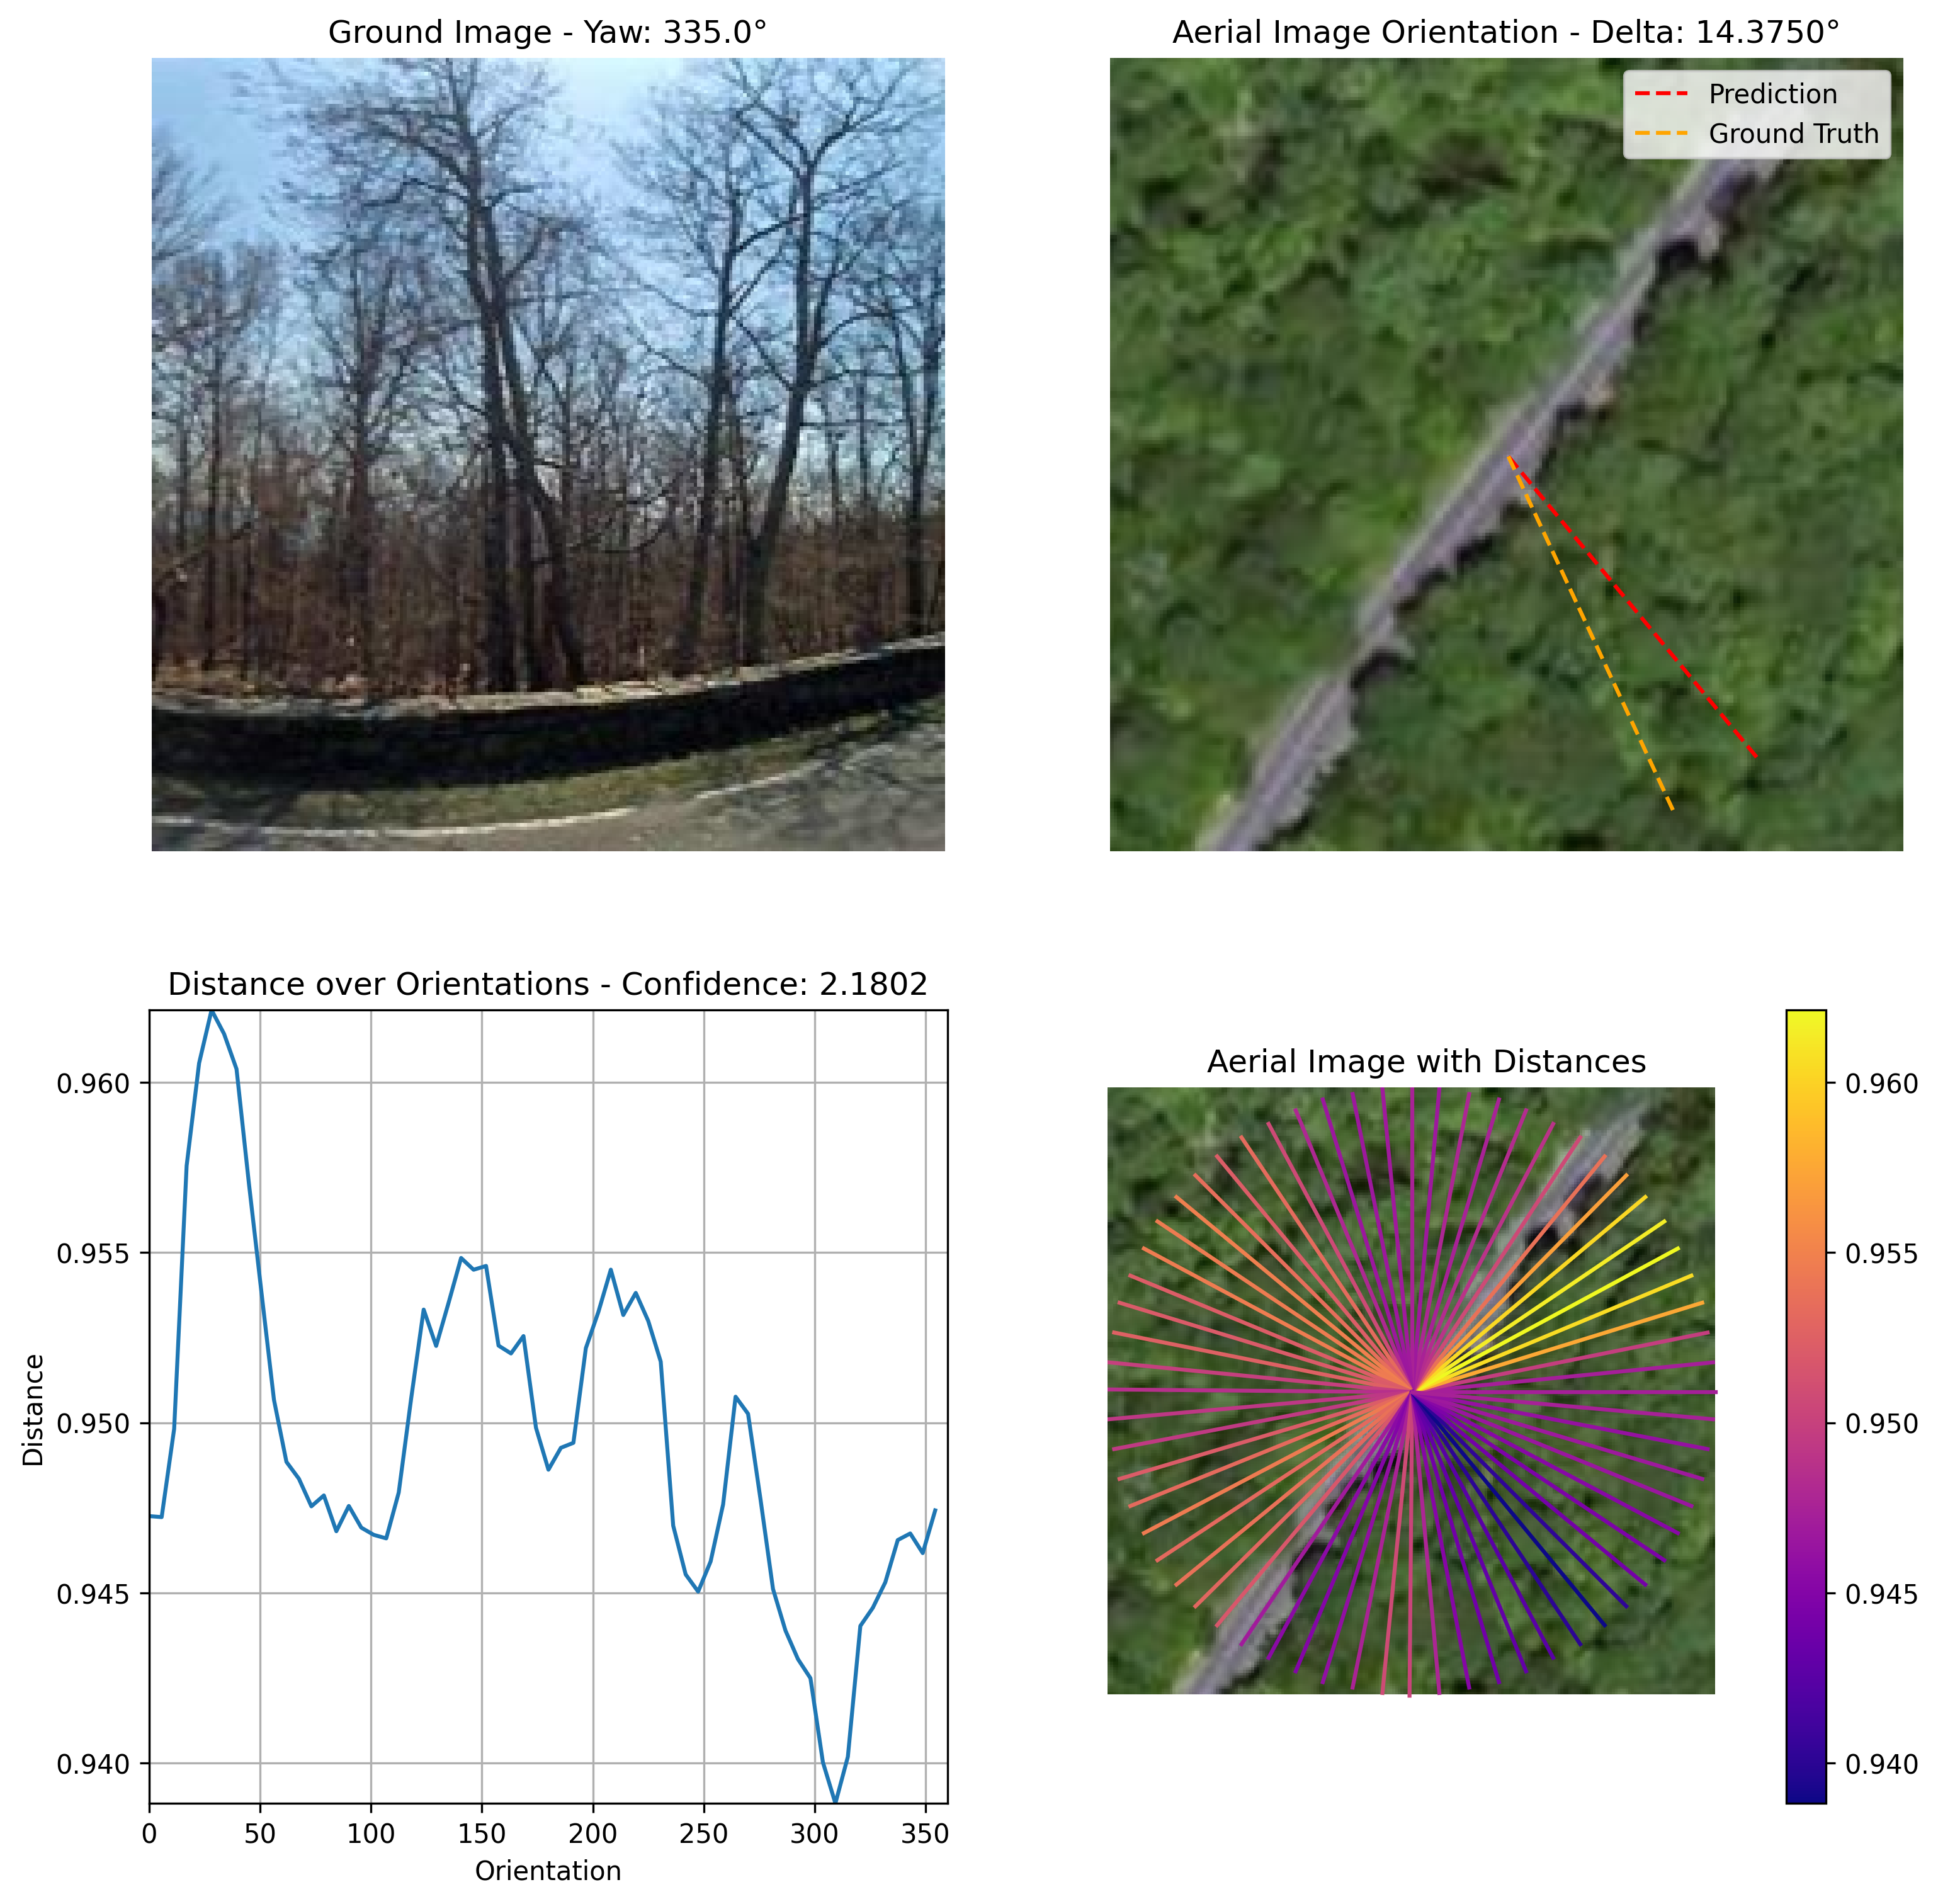 Ground Image - Yaw: 335.0°
Aerial Image Orientation - Delta: 14.3750°
Prediction
Ground Truth
Distance over Orientations - Confidence: 2.1802
0.960
0.955
0.950
0.945
0.940
Distance
0 50 100 150 200 250 300 350
Orientation
Aerial Image with Distances
0.960
0.955
0.950
0.945
0.940